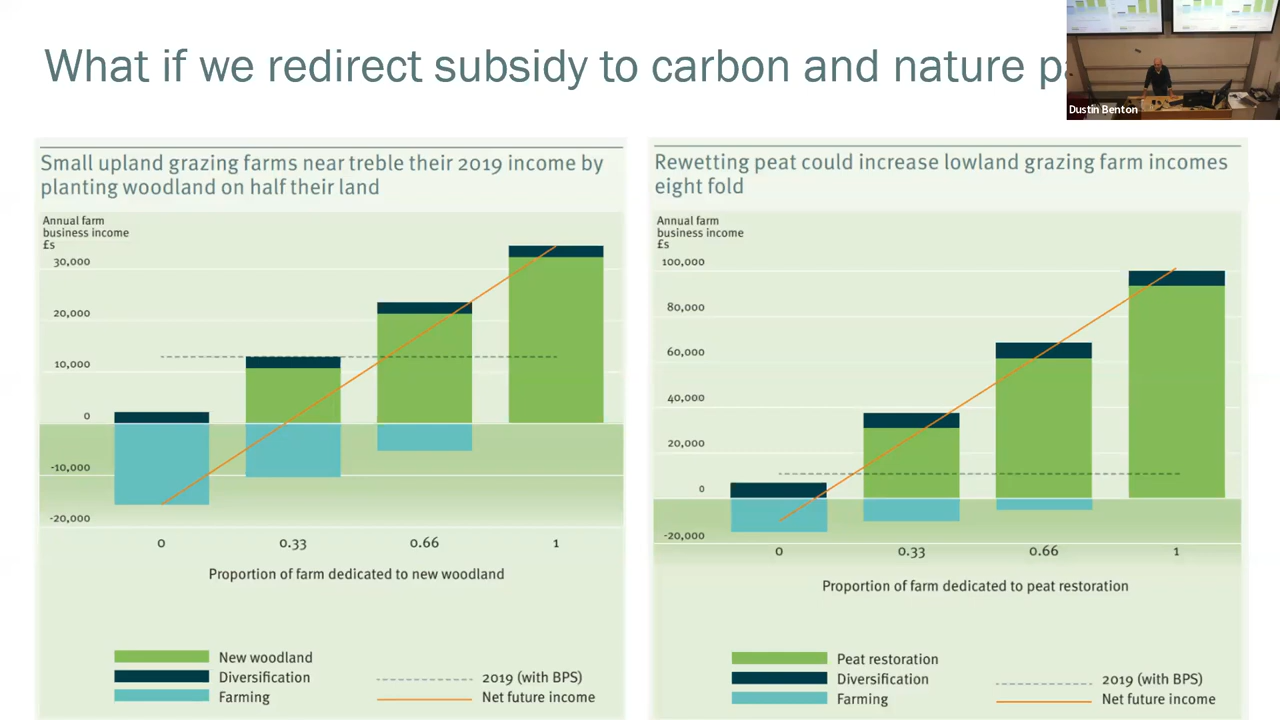 What if we redirect subsidy to carbon and nature
Dustin Benton
Small upland grazing farms near treble their 2019 income by
planting woodland on half their land
Annual farm
business income
£s
30,000
20,000
10,000
0
-10,000
-20,000
0 0.33 0.66 1
Proportion of farm dedicated to new woodland
New woodland
Diversification
Farming
2019 (with BPS)
Net future income
Rewetting peat could increase lowland grazing farm incomes
eight fold
Annual farm
business income
£s
100,000
80,000
60,000
40,000
20,000
0
-20,000
0 0.33 0.66 1
Proportion of farm dedicated to peat restoration
Peat restoration
Diversification
Farming
2019 (with BPS)
Net future income